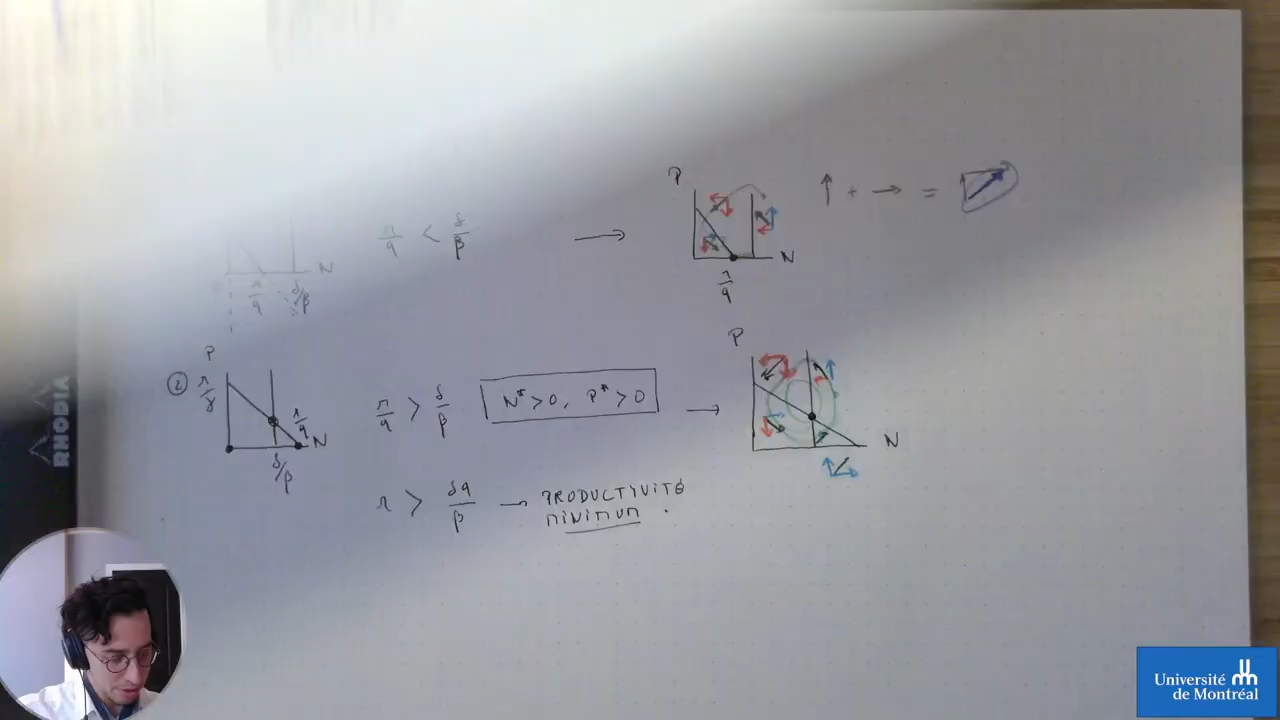 P
↑ + → =
r/q < δ/β →
N
N
r/q δ/β
r/q
P
P
② r/γ
r/q
r/q > δ/β N* > 0, P* > 0 →
N
N
δ/β
r > δq/β → PRODUCTIVITÉ
MINIMUM.
RHODIA
Université
de Montréal